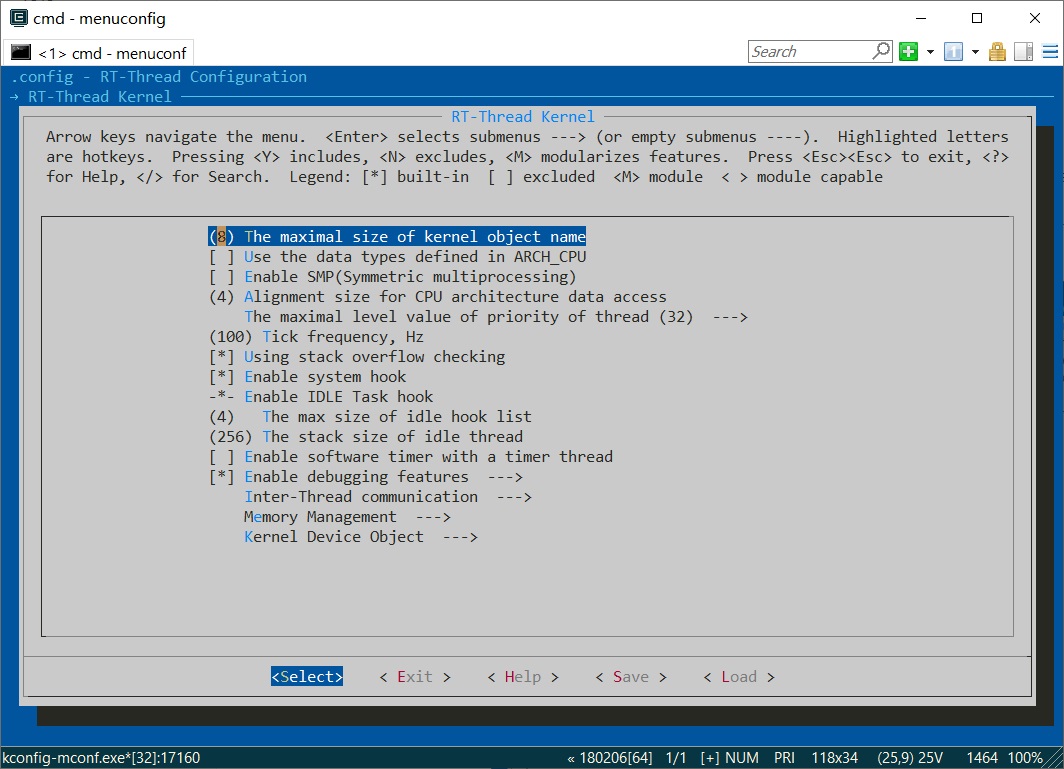 cmd - menuconfig
<1> cmd - menuconf
Search
.config - RT-Thread Configuration
→ RT-Thread Kernel
RT-Thread Kernel
Arrow keys navigate the menu.  <Enter> selects submenus ---> (or empty submenus ----).  Highlighted letters
are hotkeys.  Pressing <Y> includes, <N> excludes, <M> modularizes features.  Press <Esc><Esc> to exit, <?>
for Help, </> for Search.  Legend: [*] built-in  [ ] excluded  <M> module  < > module capable
(8) The maximal size of kernel object name
[ ] Use the data types defined in ARCH_CPU
[ ] Enable SMP(Symmetric multiprocessing)
(4) Alignment size for CPU architecture data access
The maximal level value of priority of thread (32)  --->
(100) Tick frequency, Hz
[*] Using stack overflow checking
[*] Enable system hook
-*- Enable IDLE Task hook
(4)   The max size of idle hook list
(256) The stack size of idle thread
[ ] Enable software timer with a timer thread
[*] Enable debugging features  --->
Inter-Thread communication  --->
Memory Management  --->
Kernel Device Object  --->
<Select>    < Exit >    < Help >    < Save >    < Load >
kconfig-mconf.exe*[32]:17160    « 180206[64]  1/1  [+] NUM  PRI  118x34  (25,9) 25V  1464  100%